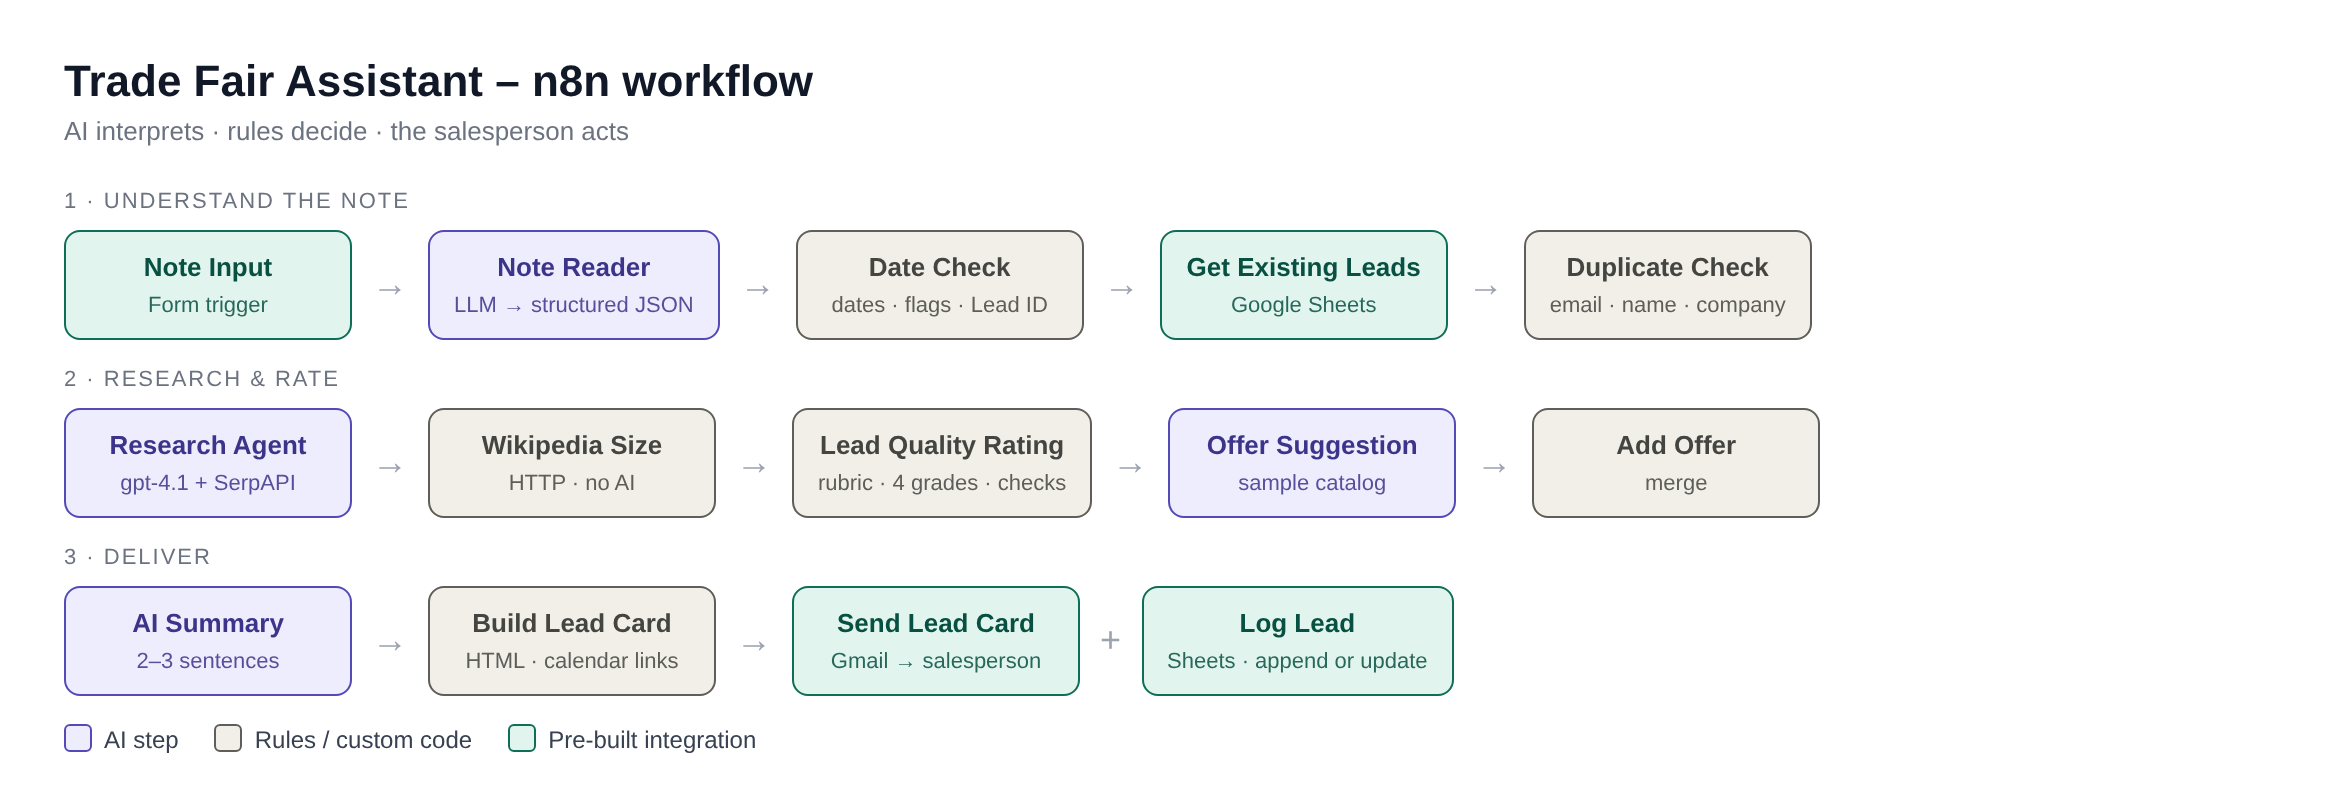 Trade Fair Assistant – n8n workflow
AI interprets · rules decide · the salesperson acts
1 · UNDERSTAND THE NOTE
Note Input
Form trigger
→
Note Reader
LLM → structured JSON
→
Date Check
dates · flags · Lead ID
→
Get Existing Leads
Google Sheets
→
Duplicate Check
email · name · company
2 · RESEARCH & RATE
Research Agent
gpt-4.1 + SerpAPI
→
Wikipedia Size
HTTP · no AI
→
Lead Quality Rating
rubric · 4 grades · checks
→
Offer Suggestion
sample catalog
→
Add Offer
merge
3 · DELIVER
AI Summary
2–3 sentences
→
Build Lead Card
HTML · calendar links
→
Send Lead Card
Gmail → salesperson
+
Log Lead
Sheets · append or update
AI step
Rules / custom code
Pre-built integration